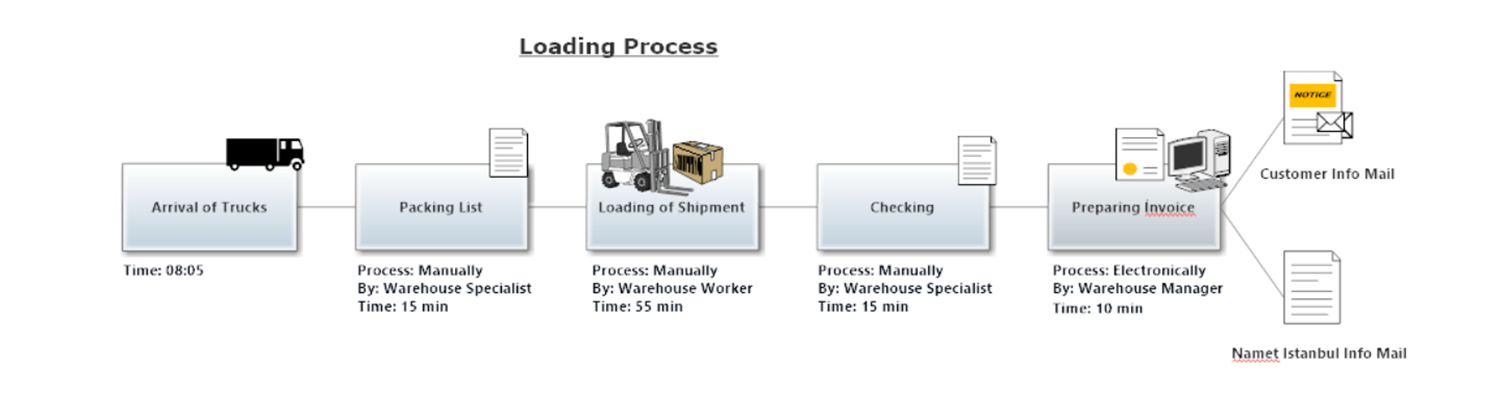 Loading Process
NOTICE
Customer Info Mail
Arrival of Trucks
Time: 08:05
Packing List
Process: Manually
By: Warehouse Specialist
Time: 15 min
SHIPPIN
Loading of Shipment
Process: Manually
By: Warehouse Worker
Time: 55 min
Checking
Process: Manually
By: Warehouse Specialist
Time: 15 min
Preparing İnvoice
Process: Electronically
By: Warehouse Manager
Time: 10 min
Namet Istanbul Info Mail